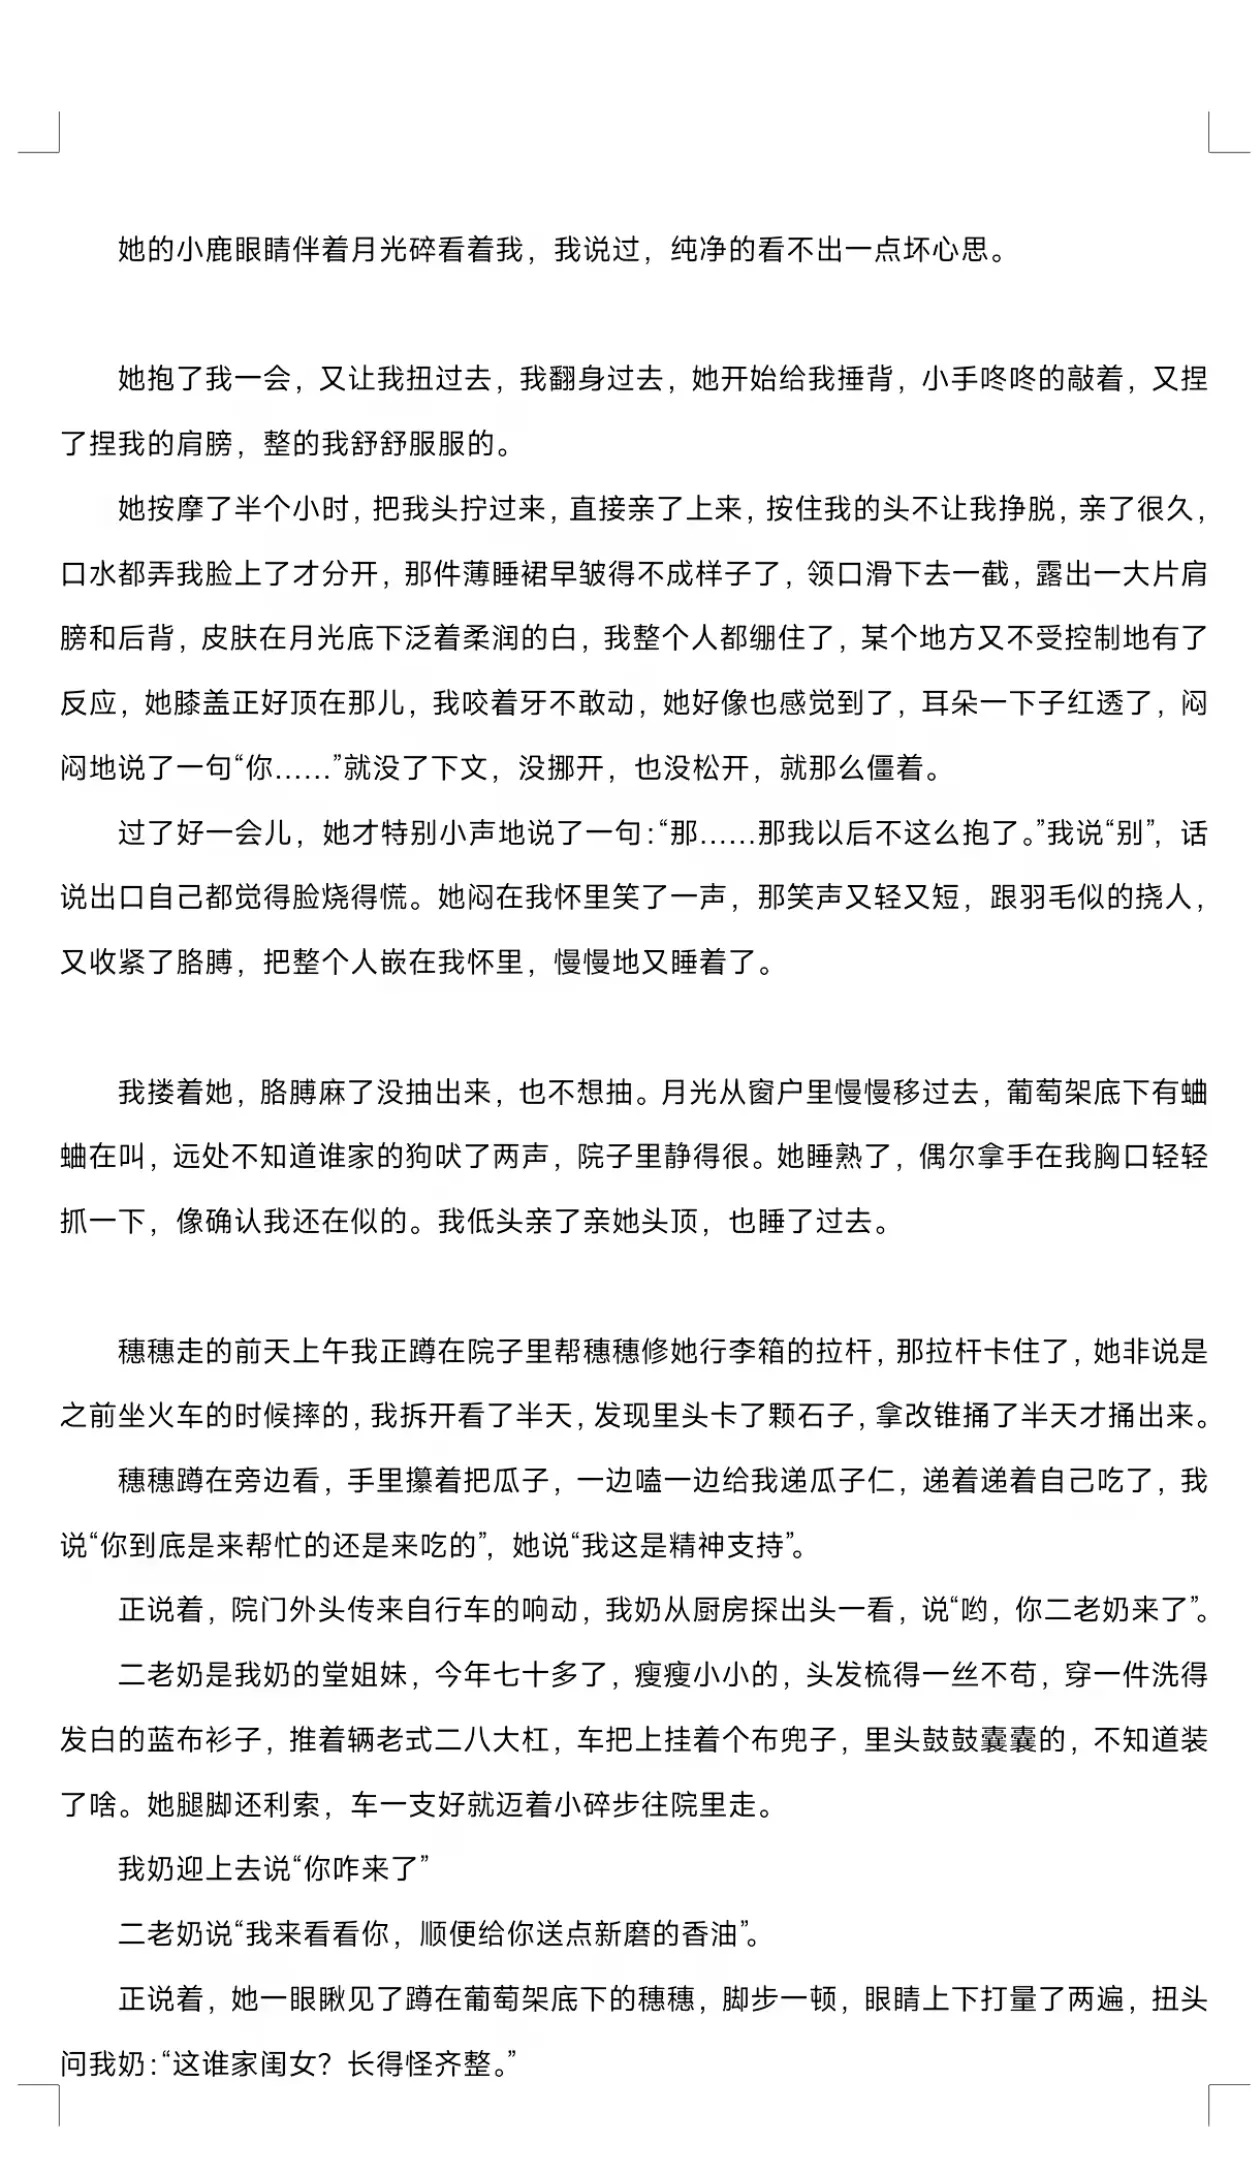 她的小鹿眼睛伴着月光碎看着我，我说过，纯净的看不出一点坏心思。
她抱了我一会，又让我扭过去，我翻身过去，她开始给我捶背，小手咚咚的敲着，又捏
了捏我的肩膀，整的我舒舒服服的。
她按摩了半个小时，把我头拧过来，直接亲了上来，按住我的头不让我挣脱，亲了很久，
口水都弄我脸上了才分开，那件薄睡裙早皱得不成样子了，领口滑下去一截，露出一大片肩
膀和后背，皮肤在月光底下泛着柔润的白，我整个人都绷住了，某个地方又不受控制地有了
反应，她膝盖正好顶在那儿，我咬着牙不敢动，她好像也感觉到了，耳朵一下子红透了，闷
闷地说了一句“你……”就没了下文，没挪开，也没松开，就那么僵着。
过了好一会儿，她才特别小声地说了一句：“那……那我以后不这么抱了。”我说“别”，话
说出口自己都觉得脸烧得慌。她闷在我怀里笑了一声，那笑声又轻又短，跟羽毛似的挠人，
又收紧了胳膊，把整个人嵌在我怀里，慢慢地又睡着了。
我搂着她，胳膊麻了没抽出来，也不想抽。月光从窗户里慢慢移过去，葡萄架底下有蛐
蛐在叫，远处不知道谁家的狗吠了两声，院子里静得很。她睡熟了，偶尔拿手在我胸口轻轻
抓一下，像确认我还在似的。我低头亲了亲她头顶，也睡了过去。
穗穗走的前天上午我正蹲在院子里帮穗穗修她行李箱的拉杆，那拉杆卡住了，她非说是
之前坐火车的时候摔的，我拆开看了半天，发现里头卡了颗石子，拿改锥捅了半天才捅出来。
穗穗蹲在旁边看，手里攥着把瓜子，一边嗑一边给我递瓜子仁，递着递着自己吃了，我
说“你到底是来帮忙的还是来吃的”，她说“我这是精神支持”。
正说着，院门外头传来自行车的响动，我奶从厨房探出头一看，说“哟，你二老奶来了”。
二老奶是我奶的堂姐妹，今年七十多了，瘦瘦小小的，头发梳得一丝不苟，穿一件洗得
发白的蓝布衫子，推着辆老式二八大杠，车把上挂着个布兜子，里头鼓鼓囊囊的，不知道装
了啥。她腿脚还利索，车一支好就迈着小碎步往院里走。
我奶迎上去说“你咋来了”
二老奶说“我来看看你，顺便给你送点新磨的香油”。
正说着，她一眼瞅见了蹲在葡萄架底下的穗穗，脚步一顿，眼睛上下打量了两遍，扭头
问我奶：“这谁家闺女？长得怪齐整。”